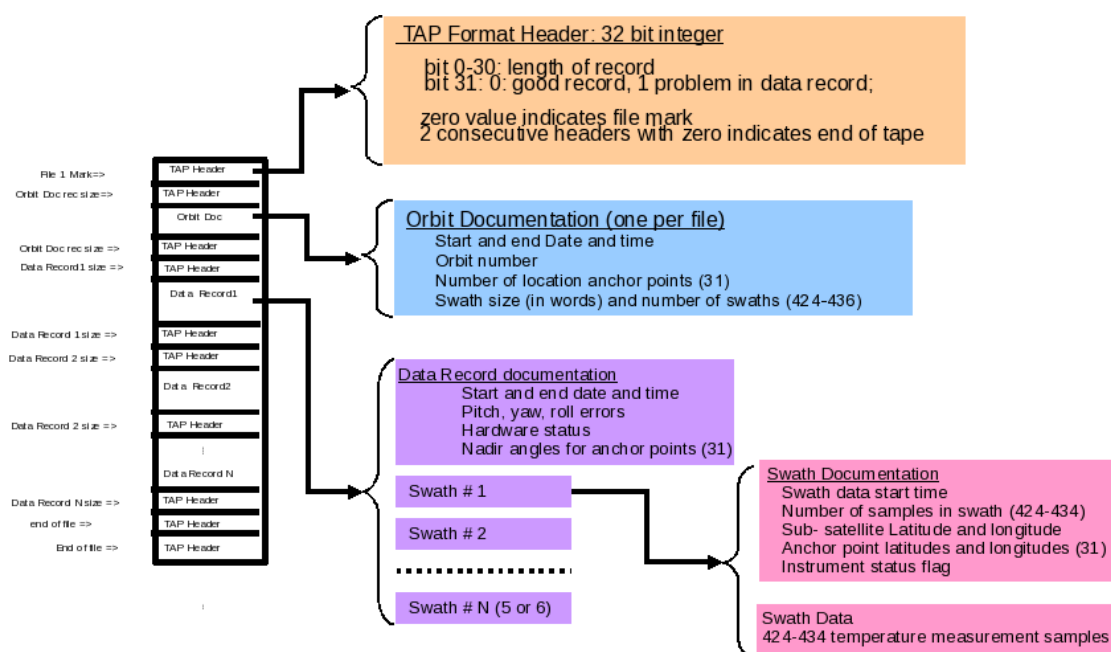 TAP Format Header: 32 bit integer
bit 0-30: length of record
bit 31: 0: good record, 1 problem in data record;
zero value indicates file mark
2 consecutive headers with zero indicates end of tape
File 1 Mark=>
TAP Header
Orbit Doc rec size=>
TAP Header
Orbit Doc
Orbit Doc rec size =>
TAP Header
Data Record1 size =>
TAP Header
Data Record1
Data Record 1 size =>
TAP Header
Data Record 2 size =>
TAP Header
Data Record2
Data Record 2 size =>
TAP Header
Data Record N
Data Record N size=>
TAP Header
end of file =>
TAP Header
End of file =>
TAP Header
Orbit Documentation (one per file)
Start and end Date and time
Orbit number
Number of location anchor points (31)
Swath size (in words) and number of swaths (424-436)
Data Record documentation
Start and end date and time
Pitch, yaw, roll errors
Hardware status
Nadir angles for anchor points (31)
Swath # 1
Swath # 2
Swath # N (5 or 6)
Swath Documentation
Swath data start time
Number of samples in swath (424-434)
Sub- satellite Latitude and longitude
Anchor point latitudes and longitudes (31)
Instrument status flag
Swath Data
424-434 temperature measurement samples